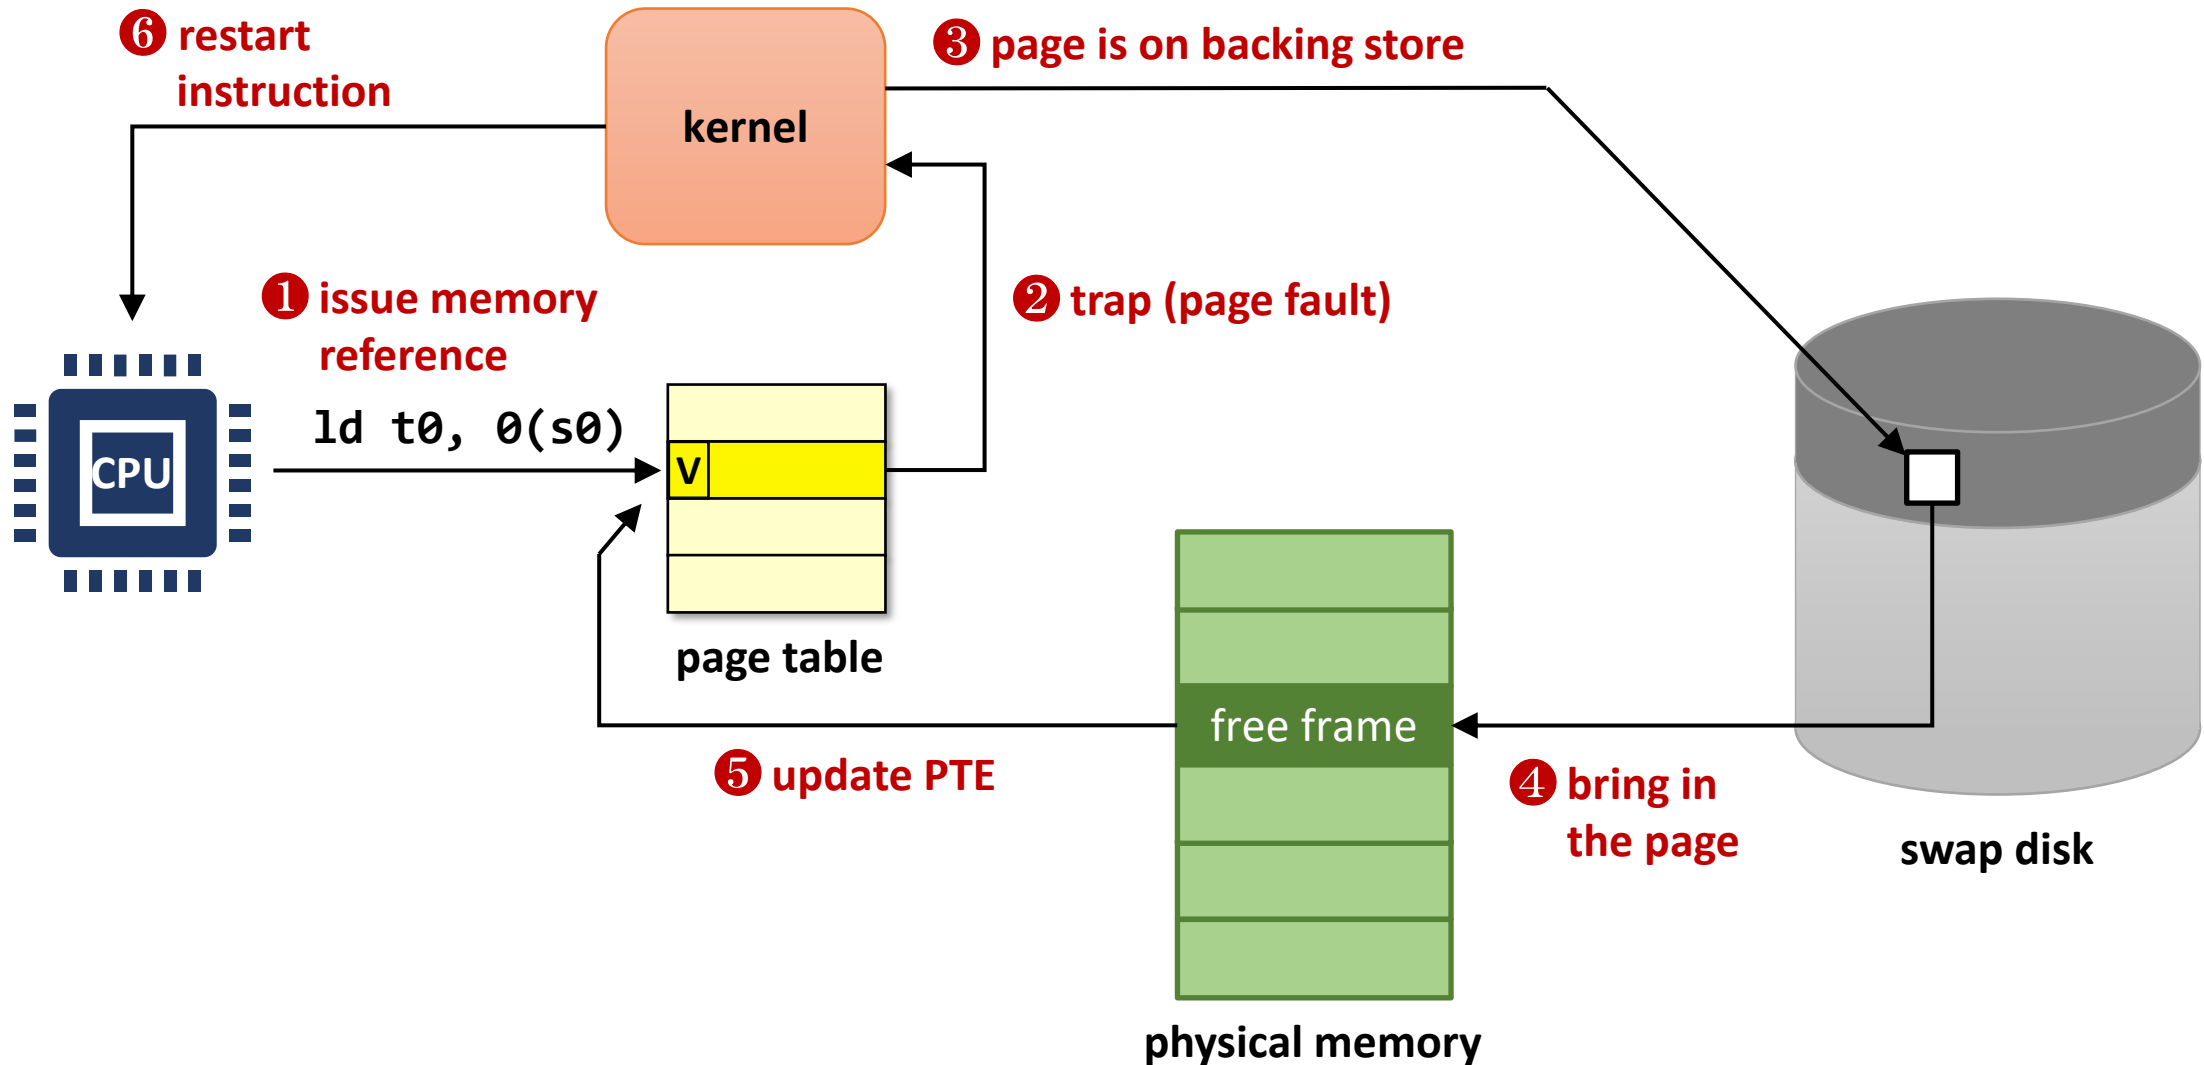 ❻ restart
instruction
❸ page is on backing store
kernel
❶ issue memory
reference
❷ trap (page fault)
ld t0, 0(s0)
CPU
V
page table
free frame
❺ update PTE
❹ bring in
the page
swap disk
physical memory